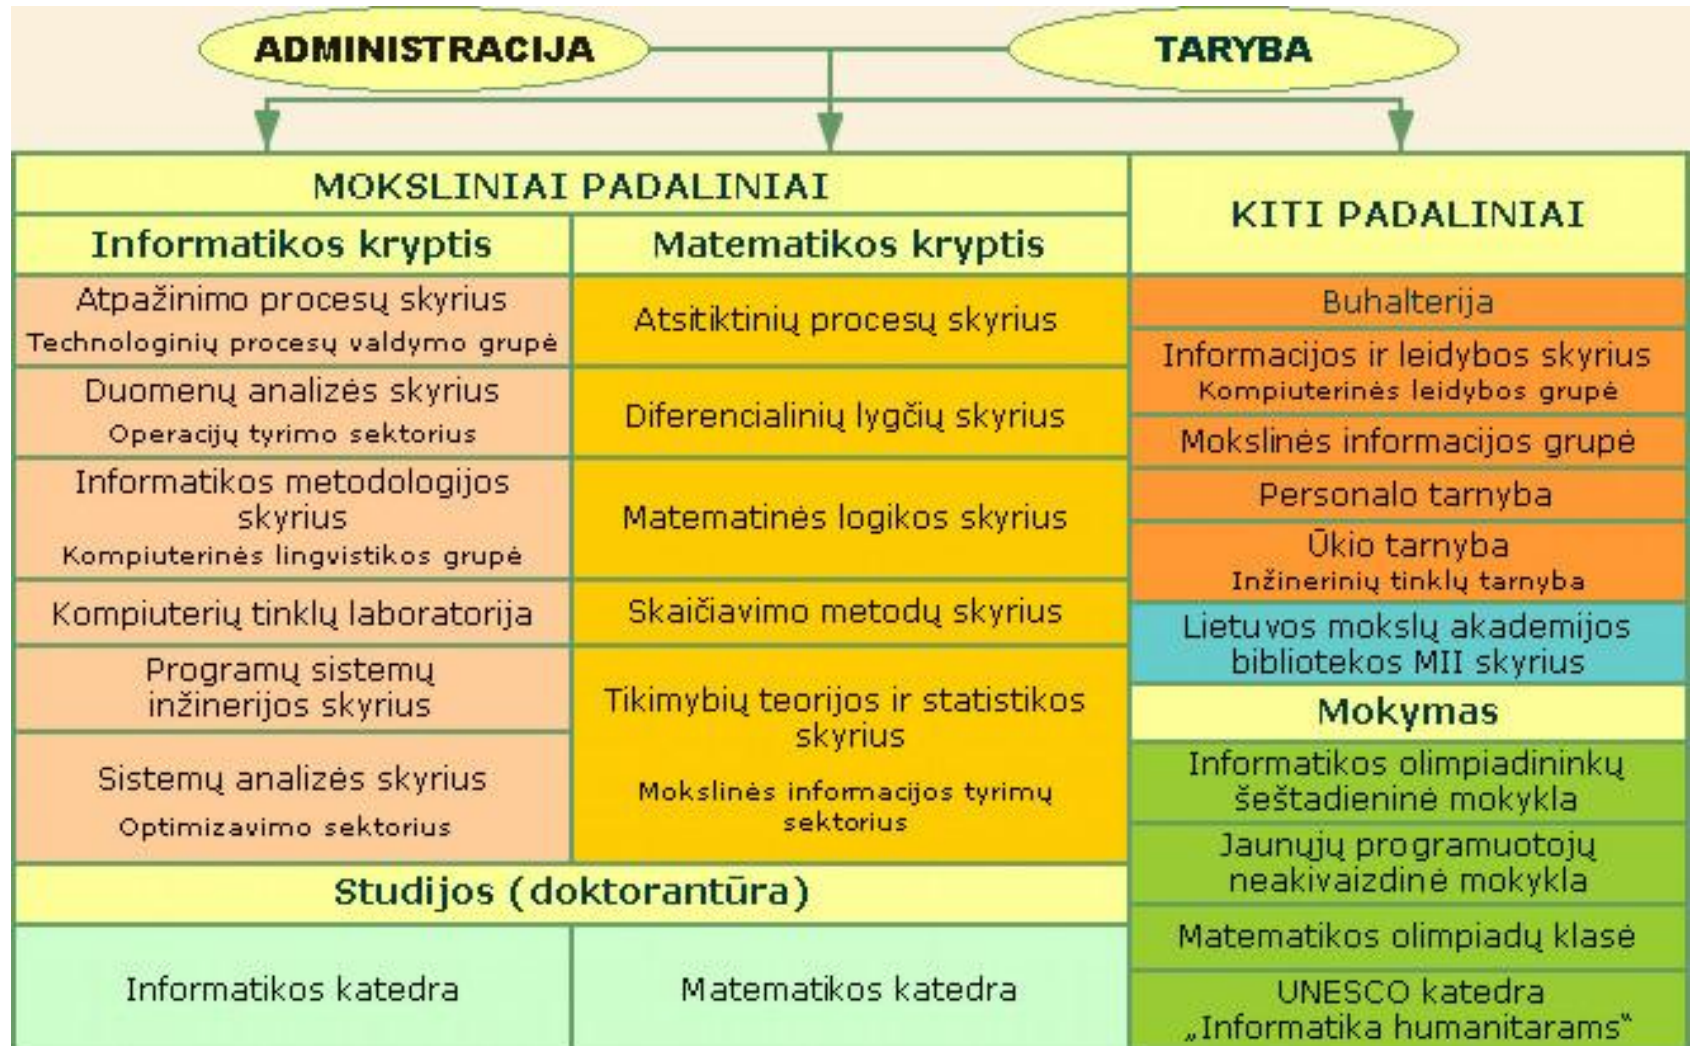 ADMINISTRACIJA
TARYBA
MOKSLINIAI PADALINIAI
Informatikos kryptis
Atpažinimo procesų skyrius
Technologinių procesų valdymo grupė
Duomenų analizės skyrius
Operacijų tyrimo sektorius
Informatikos metodologijos
skyrius
Kompiuterinės lingvistikos grupė
Kompiuterių tinklų laboratorija
Programų sistemų
inžinerijos skyrius
Sistemų analizės skyrius
Optimizavimo sektorius
Matematikos kryptis
Atsitiktinių procesų skyrius
Diferencialinių lygčių skyrius
Matematinės logikos skyrius
Skaičiavimo metodų skyrius
Tikimybių teorijos ir statistikos
skyrius
Mokslinės informacijos tyrimų
sektorius
Studijos (doktorantūra)
Informatikos katedra
Matematikos katedra
KITI PADALINIAI
Buhalterija
Informacijos ir leidybos skyrius
Kompiuterinės leidybos grupė
Mokslinės informacijos grupė
Personalo tarnyba
Ūkio tarnyba
Inžinerinių tinklų tarnyba
Lietuvos mokslų akademijos
bibliotekos MII skyrius
Mokymas
Informatikos olimpiadininkų
šeštadieninė mokykla
Jaunųjų programuotojų
neakivaizdinė mokykla
Matematikos olimpiadų klasė
UNESCO katedra
„Informatika humanitarams“